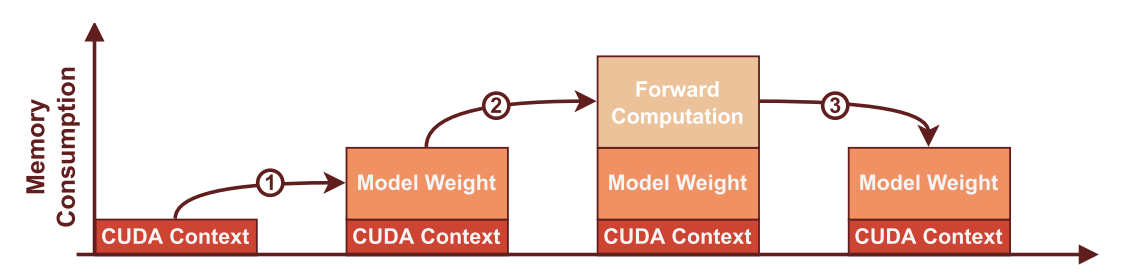 Memory
Consumption
CUDA Context
1
Model Weight
CUDA Context
2
Forward
Computation
Model Weight
CUDA Context
3
Model Weight
CUDA Context